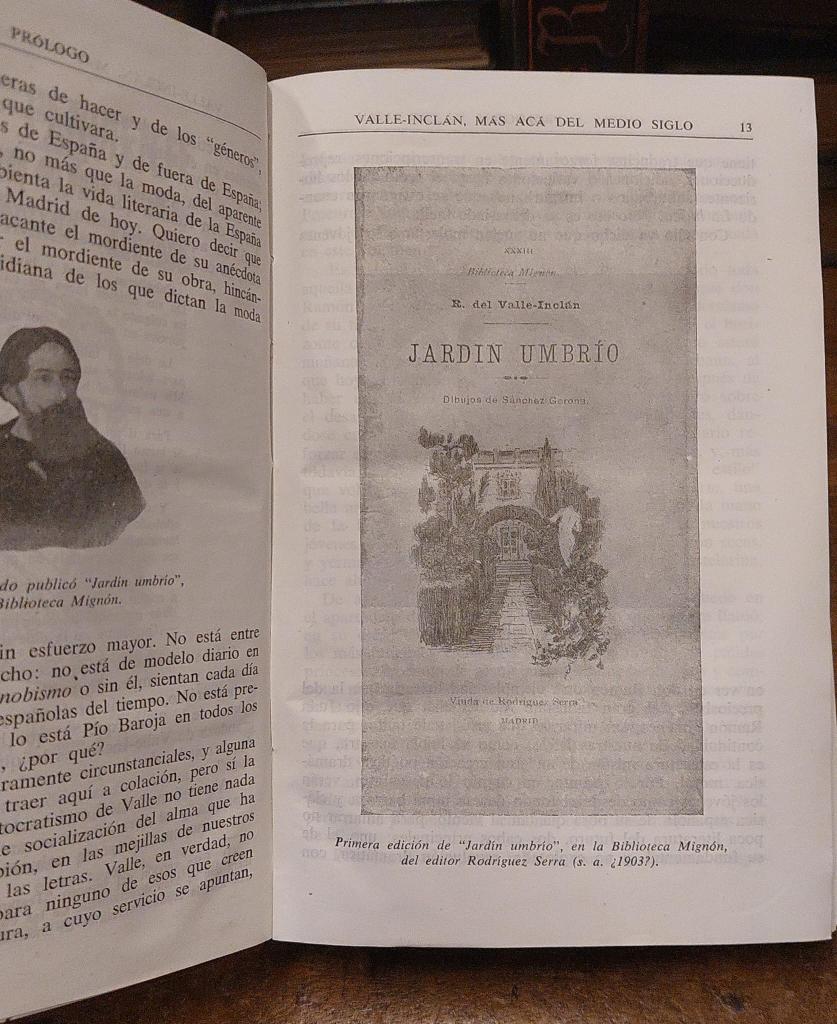 PRÓLOGO
eras de hacer y de los "géneros",
que cultivara.
s de España y de fuera de España;
, no más que la moda, del aparente
bienta la vida literaria de la España
Madrid de hoy. Quiero decir que
acante el mordiente de su anécdota
r el mordiente de su obra, hincán-
idiana de los que dictan la moda
do publicó "Jardín umbrío",
Biblioteca Mignón.
in esfuerzo mayor. No está entre
cho: no está de modelo diario en
nobismo o sin él, sientan cada día
españolas del tiempo. No está pre-
lo está Pío Baroja en todos los
, ¿por qué?
ramente circunstanciales, y alguna
traer aquí a colación, pero sí la
tocratismo de Valle no tiene nada
e socialización del alma que ha
pión, en las mejillas de nuestros
las letras. Valle, en verdad, no
para ninguno de esos que creen
ura, a cuyo servicio se apuntan,
VALLE-INCLÁN, MÁS ACÁ DEL MEDIO SIGLO 13
XXXIII
Biblioteca Mignón.
R. del Valle-Inclán
JARDIN UMBRÍO
Dibujos de Sánchez Gerona.
Viuda de Rodríguez Serra
MADRID
Primera edición de "Jardín umbrío", en la Biblioteca Mignón,
del editor Rodríguez Serra (s. a. ¿1903?).